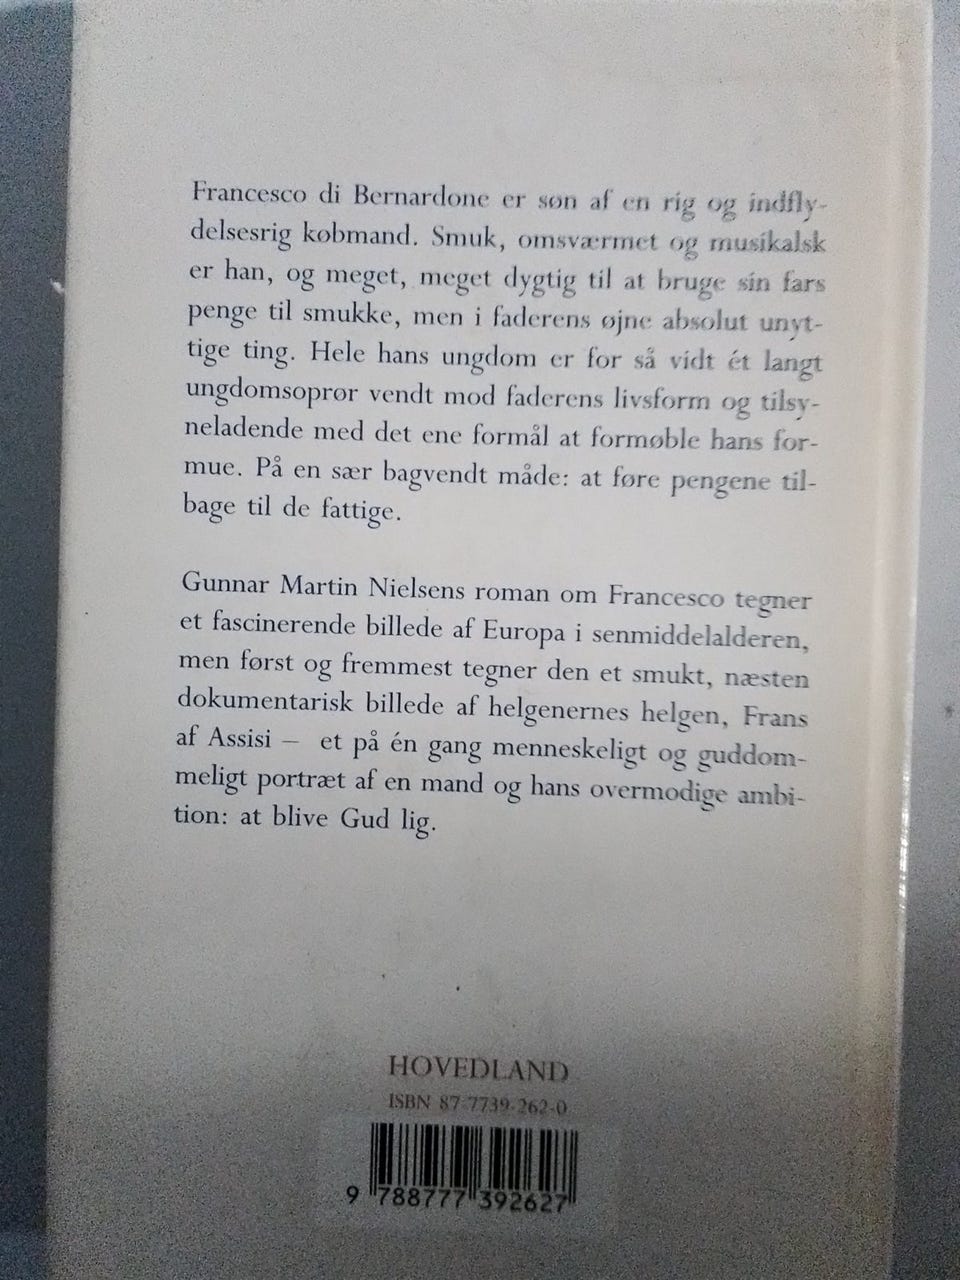 Francesco di Bernardone er søn af en rig og indfly-
delsesrig købmand. Smuk, omsværmet og musikalsk
er han, og meget, meget dygtig til at bruge sin fars
penge til smukke, men i faderens øjne absolut unyt-
tige ting. Hele hans ungdom er for så vidt ét langt
ungdomsoprør vendt mod faderens livsform og tilsy-
neladende med det ene formål at formøble hans for-
mue. På en sær bagvendt måde: at føre pengene til-
bage til de fattige.
Gunnar Martin Nielsens roman om Francesco tegner
et fascinerende billede af Europa i senmiddelalderen,
men først og fremmest tegner den et smukt, næsten
dokumentarisk billede af helgenernes helgen, Frans
af Assisi – et på én gang menneskeligt og guddom-
meligt portræt af en mand og hans overmodige ambi-
tion: at blive Gud lig.
HOVEDLAND
ISBN 87-7739-262-0
9 788777 392627